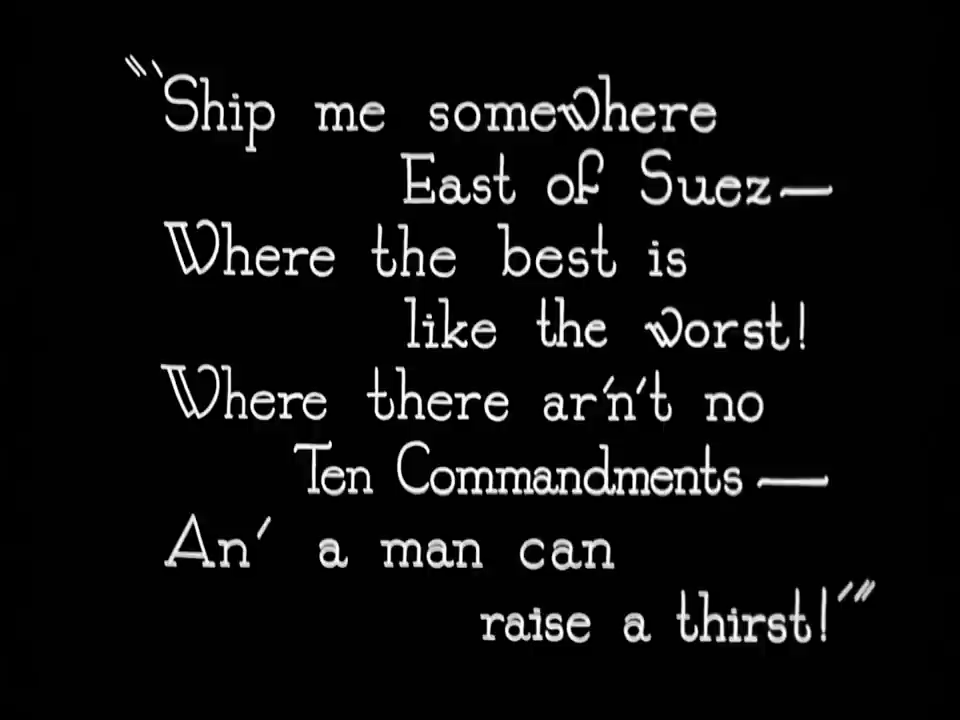 "'Ship me somewhere
East of Suez—
Where the best is
like the worst!
Where there ar'n't no
Ten Commandments—
An' a man can
raise a thirst!'"